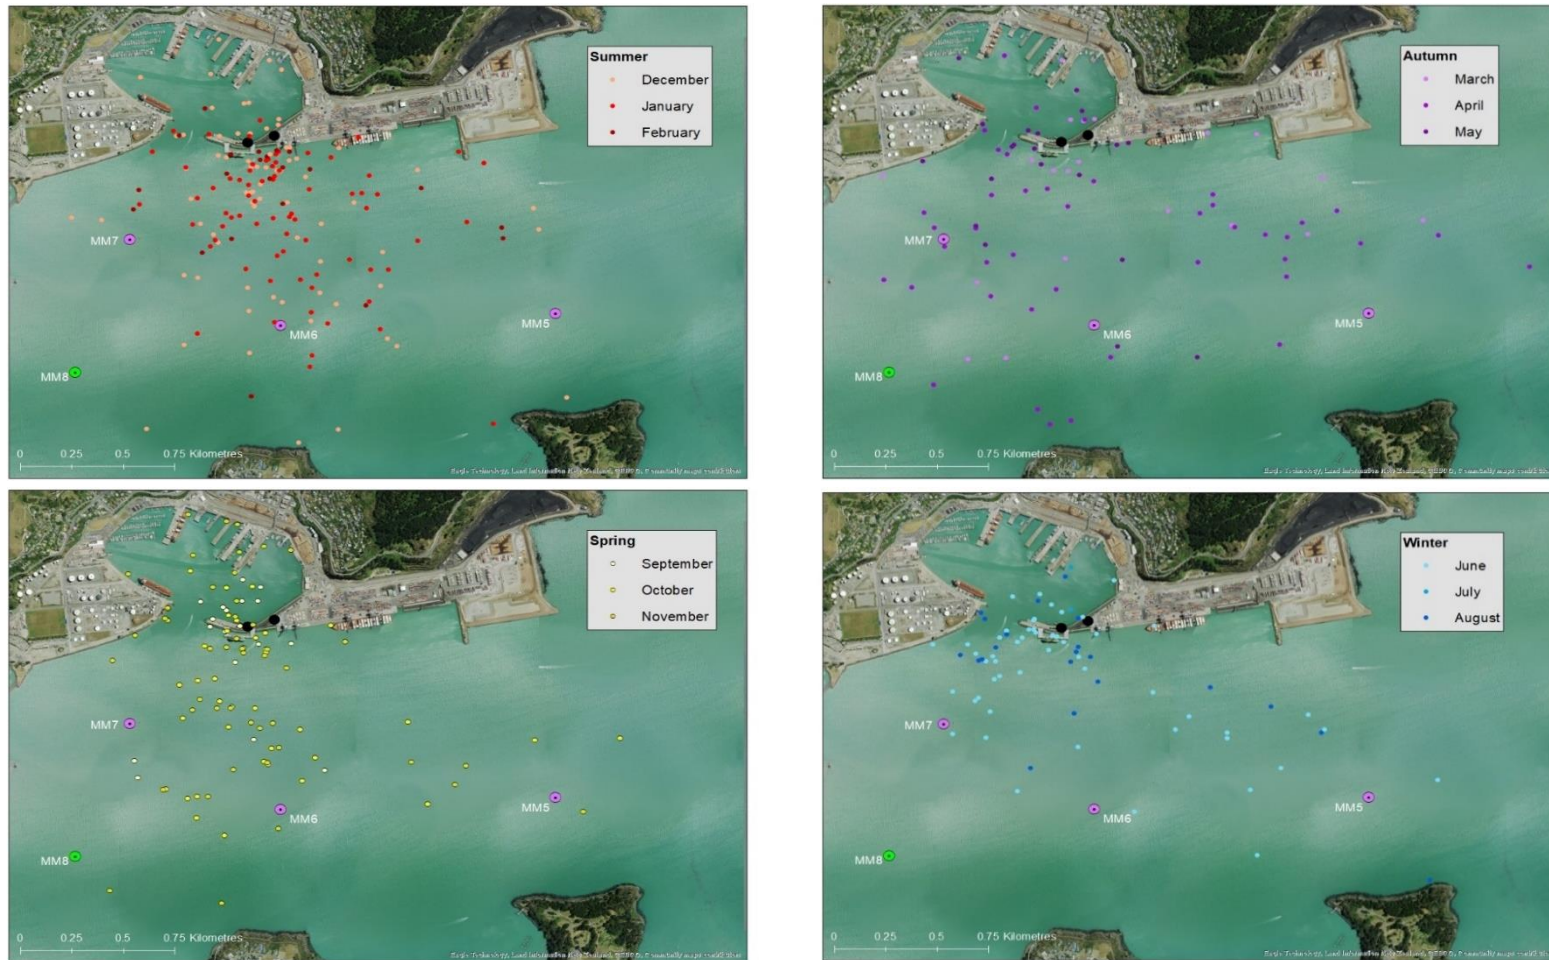 Summer
December
January
February
MM7
MM5
MM6
MM8
0 0.25 0.5 0.75 Kilometres
Autumn
March
April
May
MM7
MM5
MM6
MM8
0 0.25 0.5 0.75 Kilometres
Spring
September
October
November
MM7
MM5
MM6
MM8
0 0.25 0.5 0.75 Kilometres
Winter
June
July
August
MM7
MM5
MM6
MM8
0 0.25 0.5 0.75 Kilometres